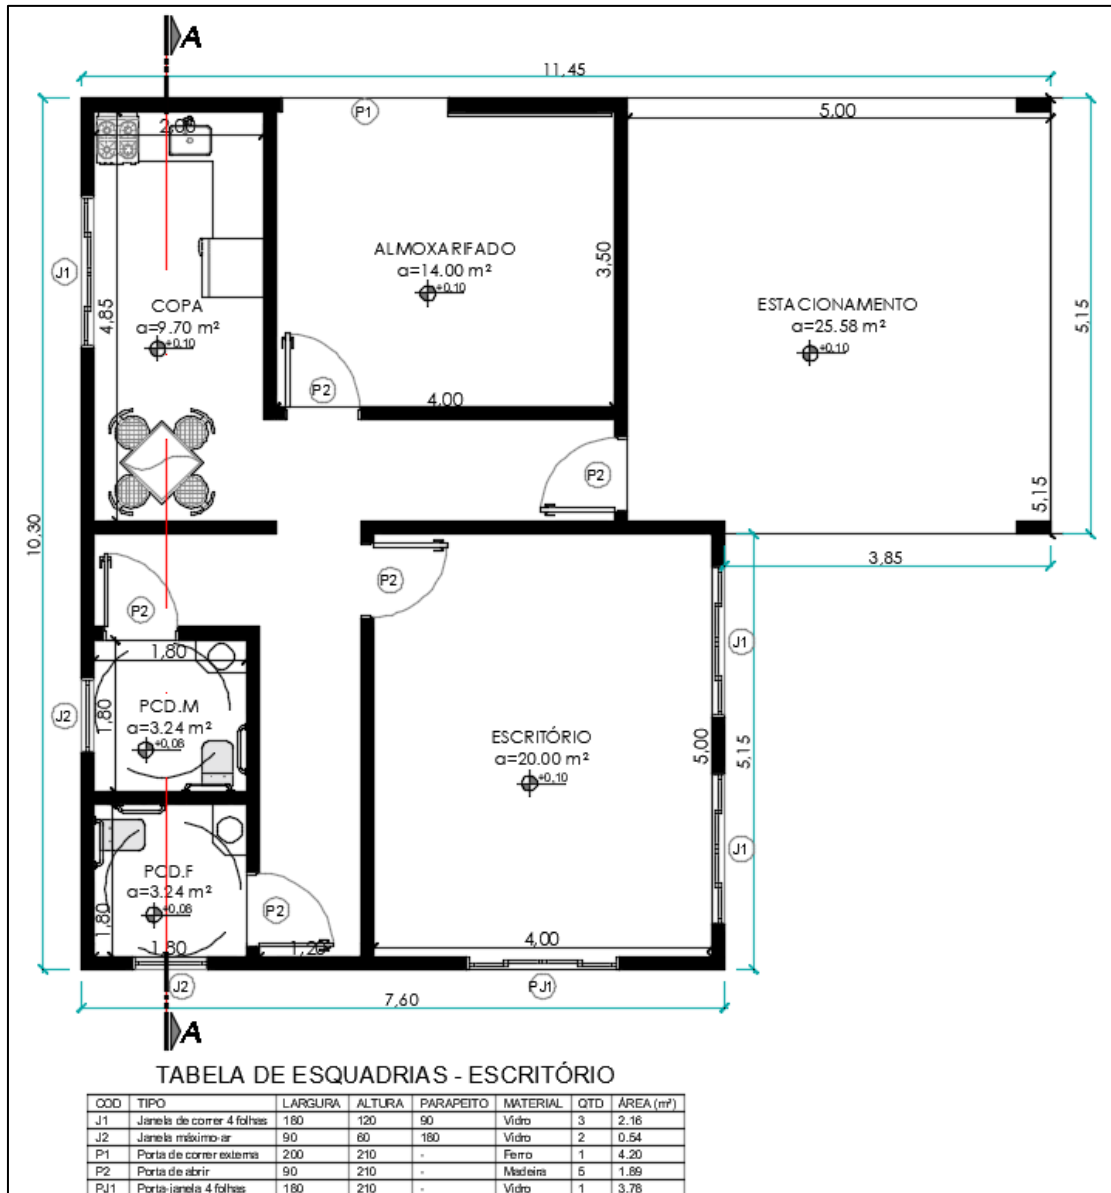 A
11,45
P1
2,00
5.00
ALMOXARIFADO
a=14.00 m²
+0,10
3,50
J1
COPA
a=9.70 m²
+0,10
4,85
ESTACIONAMENTO
a=25.58 m²
+0,10
5,15
P2
4,00
P2
5,15
10,30
3,85
P2
P2
1,80
J1
PCD.M
a=3.24 m²
+0,08
1,80
J2
ESCRITÓRIO
a=20.00 m²
+0,10
5,00
5,15
J1
PCD.F
a=3.24 m²
+0,08
1,80
P2
1,80
1,20
4,00
J2
PJ1
7,60
A
TABELA DE ESQUADRIAS - ESCRITÓRIO
COD TIPO LARGURA ALTURA PARAPEITO MATERIAL QTD ÁREA (m²)
J1 Janela de correr 4 folhas 180 120 90 Vidro 3 2.16
J2 Janela máximo-ar 90 60 180 Vidro 2 0.54
P1 Porta de correr externa 200 210 - Ferro 1 4.20
P2 Porta de abrir 90 210 - Madeira 5 1.89
PJ1 Porta-janela 4 folhas 180 210 - Vidro 1 3.78